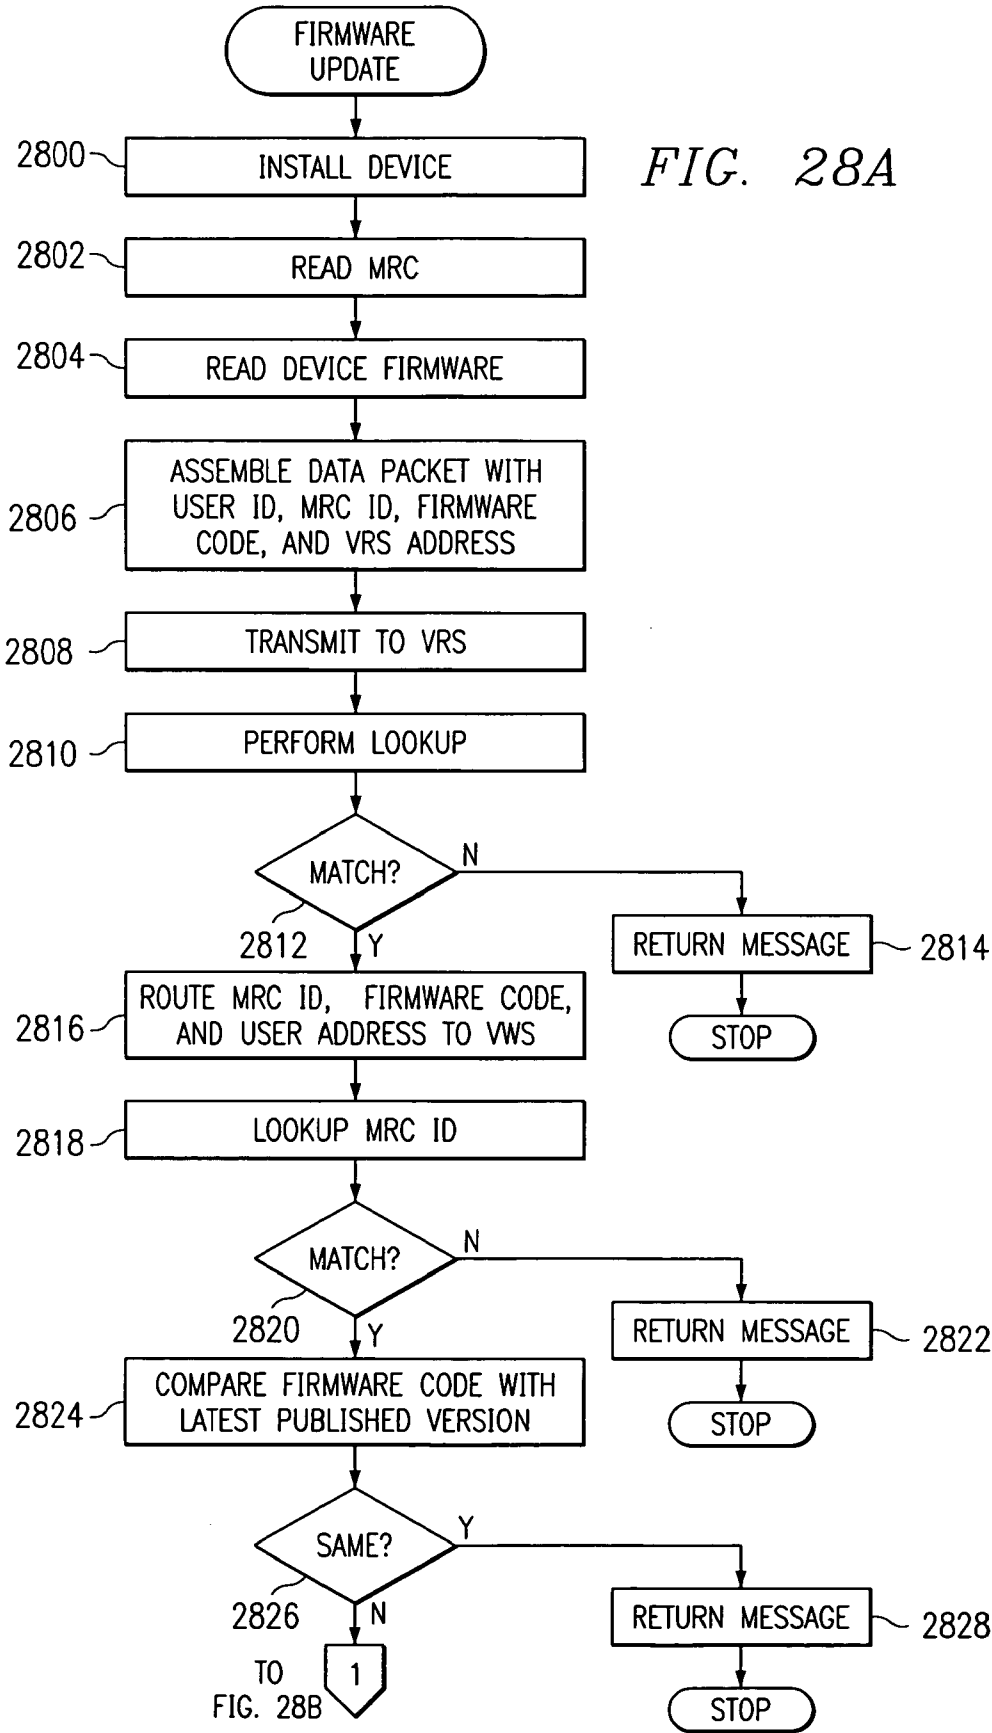 FIRMWARE
UPDATE
FIG. 28A
2800
INSTALL DEVICE
2802
READ MRC
2804
READ DEVICE FIRMWARE
2806
ASSEMBLE DATA PACKET WITH
USER ID, MRC ID, FIRMWARE
CODE, AND VRS ADDRESS
2808
TRANSMIT TO VRS
2810
PERFORM LOOKUP
MATCH?
N
2812
Y
RETURN MESSAGE
2814
STOP
2816
ROUTE MRC ID, FIRMWARE CODE,
AND USER ADDRESS TO VWS
2818
LOOKUP MRC ID
MATCH?
N
2820
Y
RETURN MESSAGE
2822
STOP
2824
COMPARE FIRMWARE CODE WITH
LATEST PUBLISHED VERSION
SAME?
Y
2826
N
RETURN MESSAGE
2828
STOP
1
TO
FIG. 28B